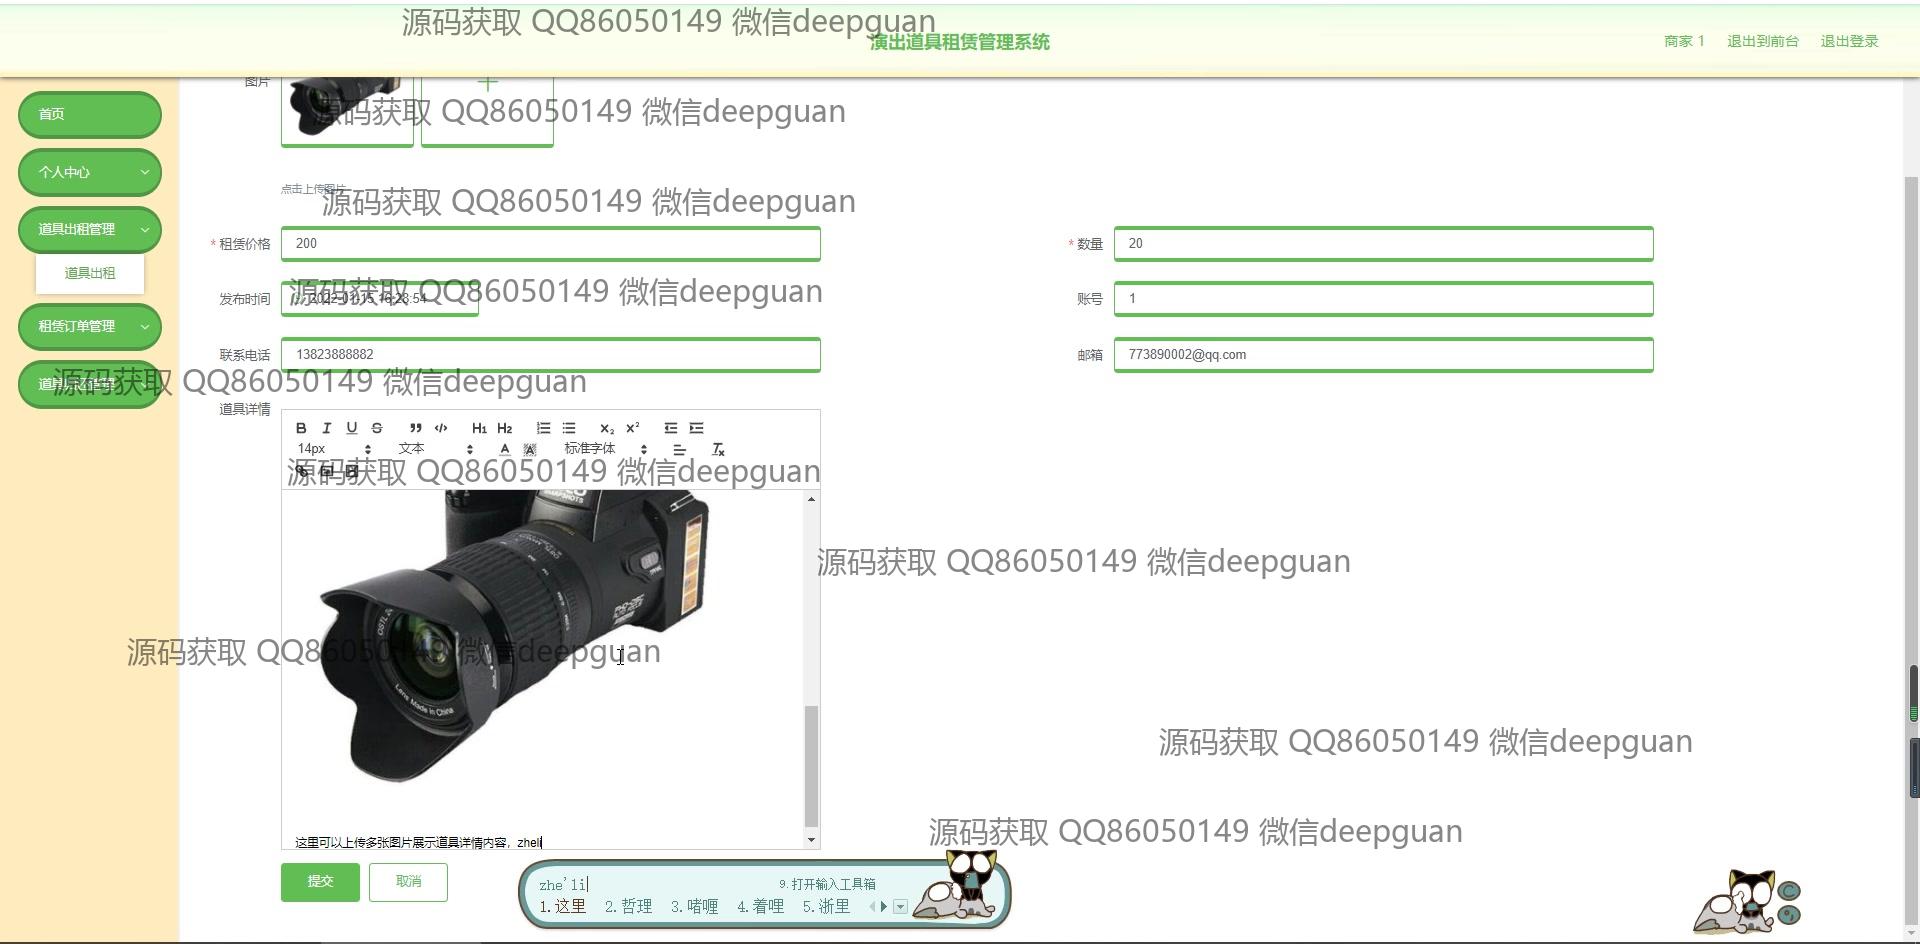 源码获取 QQ86050149 微信deepguan
演出道具租赁管理系统
商家 1
退出到前台
退出登录
首页
图片
源码获取 QQ86050149 微信deepguan
个人中心
点击上传图片
源码获取 QQ86050149 微信deepguan
道具出租管理
* 租赁价格
200
* 数量
20
道具出租
发布时间
2022-01-15 16:28:54
源码获取 QQ86050149 微信deepguan
账号
1
租赁订单管理
联系电话
13823888882
邮箱
773890002@qq.com
源码获取 QQ86050149 微信deepguan
道具详情
B I U S H1 H2 X2 X2
14px 文本 A A 标准字体 Tx
源码获取 QQ86050149 微信deepguan
源码获取 QQ86050149 微信deepguan
源码获取 QQ86050149 微信deepguan
Lens Made in China
源码获取 QQ86050149 微信deepguan
源码获取 QQ86050149 微信deepguan
这里可以上传多张图片展示道具详情内容，zheli
提交
取消
zhe'li
9.打开输入工具箱
1.这里 2.哲理 3.啫喱 4.着哩 5.浙里